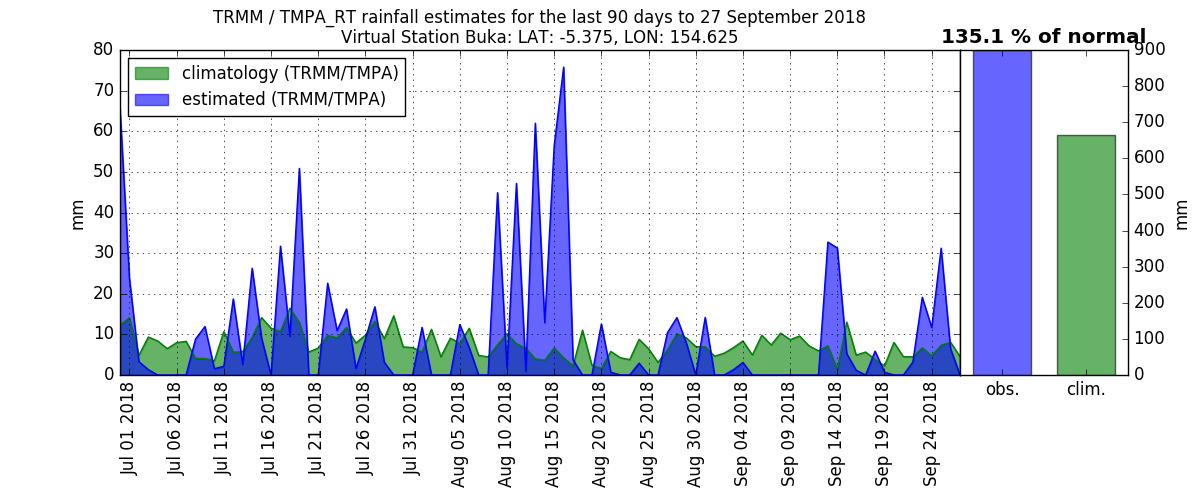 TRMM / TMPA_RT rainfall estimates for the last 90 days to 27 September 2018
Virtual Station Buka: LAT: -5.375, LON: 154.625
135.1 % of normal
climatology (TRMM/TMPA)
estimated (TRMM/TMPA)
mm
80
70
60
50
40
30
20
10
0
Jul 01 2018
Jul 06 2018
Jul 11 2018
Jul 16 2018
Jul 21 2018
Jul 26 2018
Jul 31 2018
Aug 05 2018
Aug 10 2018
Aug 15 2018
Aug 20 2018
Aug 25 2018
Aug 30 2018
Sep 04 2018
Sep 09 2018
Sep 14 2018
Sep 19 2018
Sep 24 2018
obs.
clim.
900
800
700
600
500
400
300
200
100
0
mm